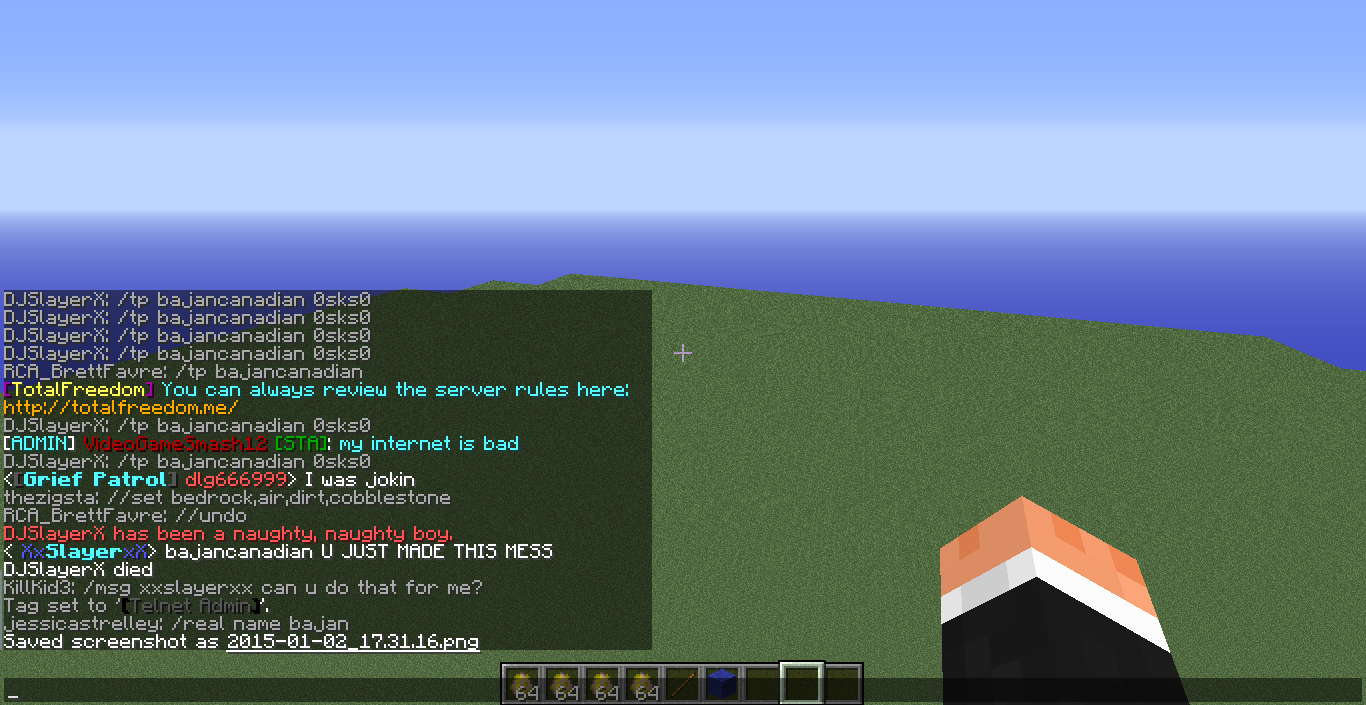 DJSlayerX: /tp bajancanadian 0sks0
DJSlayerX: /tp bajancanadian 0sks0
DJSlayerX: /tp bajancanadian 0sks0
DJSlayerX: /tp bajancanadian 0sks0
RCA_BrettFavre: /tp bajancanadian
[TotalFreedom] You can always review the server rules here:
http://totalfreedom.me/
DJSlayerX: /tp bajancanadian 0sks0
[ADMIN] VideoGameSmash12 [STA]: my internet is bad
DJSlayerX: /tp bajancanadian 0sks0
<[Grief Patrol] dlg666999> I was jokin
thezigsta: //set bedrock,air,dirt,cobblestone
RCA_BrettFavre: //undo
DJSlayerX has been a naughty, naughty boy.
< XxSlayerxX> bajancanadian U JUST MADE THIS MESS
DJSlayerX died
KillKid3: /msg xxslayerxx can u do that for me?
Tag set to '[Telnet Admin]'.
jessicastrelley: /real name bajan
Saved screenshot as 2015-01-02_17.31.16.png
64 64 64 64
_